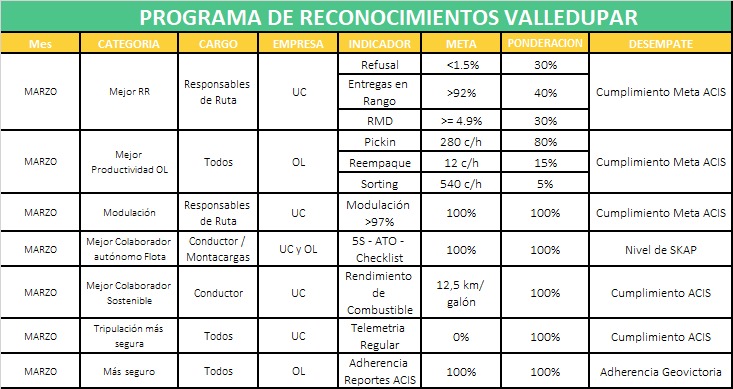 PROGRAMA DE RECONOCIMIENTOS VALLEDUPAR
Mes CATEGORIA CARGO EMPRESA INDICADOR META PONDERACION DESEMPATE
MARZO Mejor RR Responsables de Ruta UC Refusal <1.5% 30% Cumplimiento Meta ACIS
Entregas en Rango >92% 40%
RMD >= 4.9% 30%
MARZO Mejor Productividad OL Todos OL Pickin 280 c/h 80% Cumplimiento Meta ACIS
Reempaque 12 c/h 15%
Sorting 540 c/h 5%
MARZO Modulación Responsables de Ruta UC Modulación >97% 100% 100% Cumplimiento Meta ACIS
MARZO Mejor Colaborador autónomo Flota Conductor / Montacargas UC y OL 5S - ATO - Checklist 100% 100% Nivel de SKAP
MARZO Mejor Colaborador Sostenible Conductor UC Rendimiento de Combustible 12,5 km/ galón 100% Cumplimiento ACIS
MARZO Tripulación más segura Todos UC Telemetria Regular 0% 100% Cumplimiento ACIS
MARZO Más seguro Todos OL Adherencia Reportes ACIS 100% 100% Adherencia Geovictoria